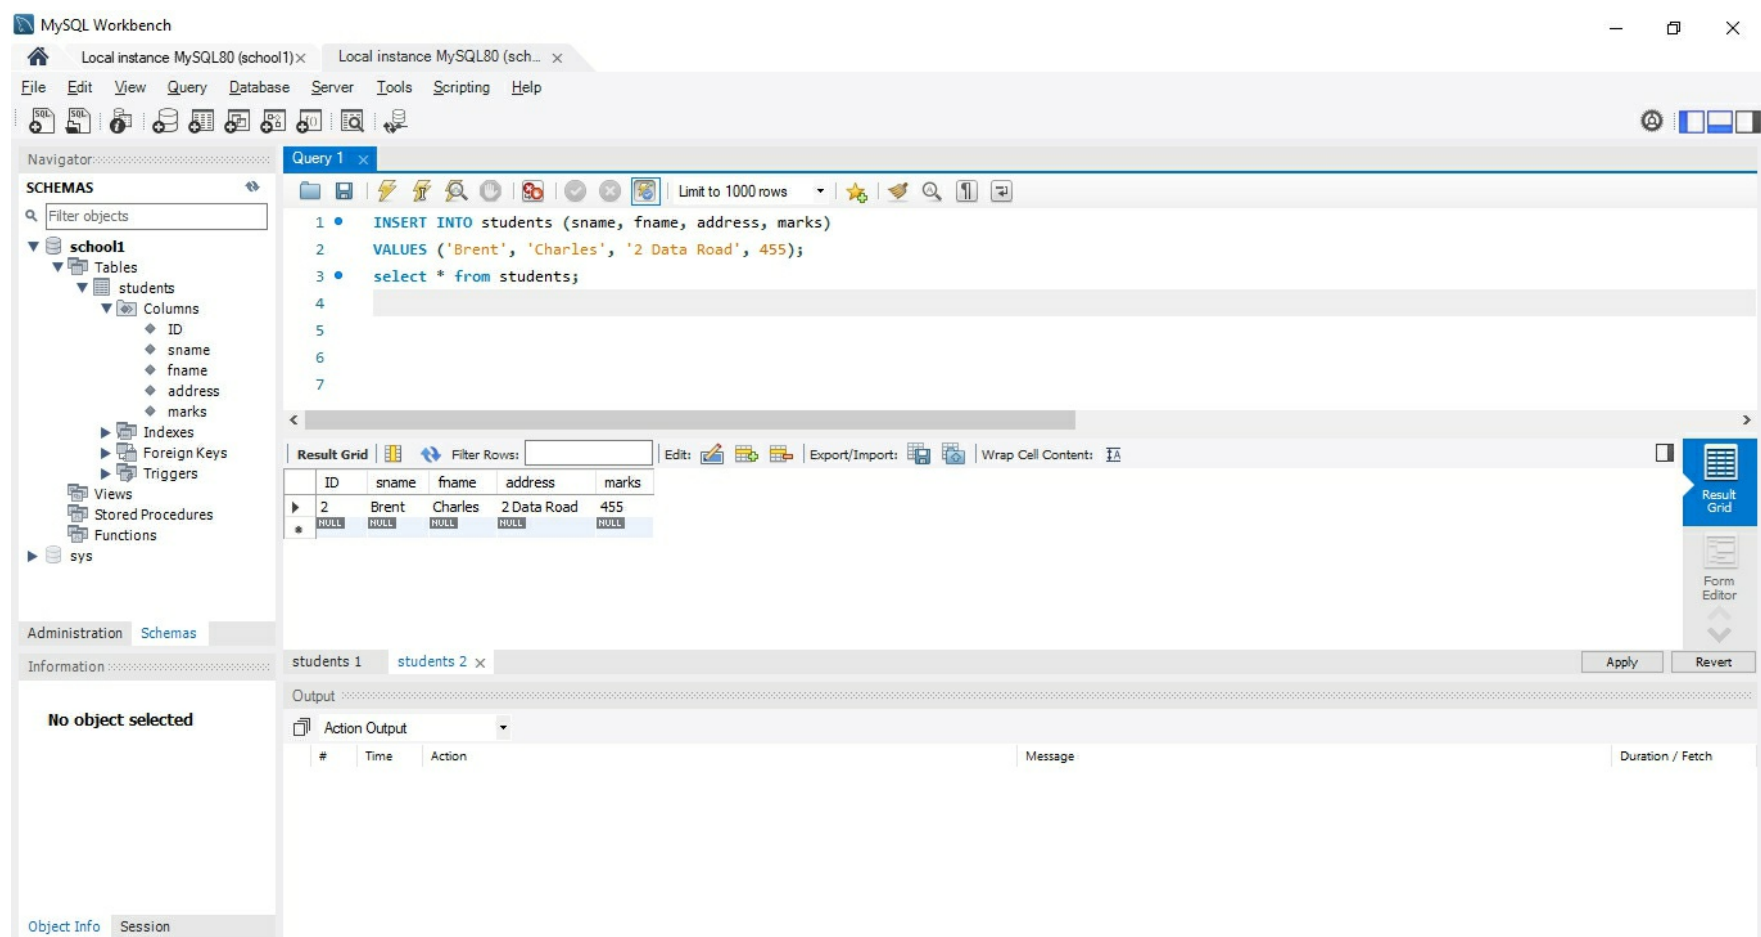 MySQL Workbench
Local instance MySQL80 (school1) Local instance MySQL80 (sch...
File Edit View Query Database Server Tools Scripting Help
Navigator
SCHEMAS
Filter objects
school1
Tables
students
Columns
ID
sname
fname
address
marks
Indexes
Foreign Keys
Triggers
Views
Stored Procedures
Functions
sys
Administration Schemas
Information
No object selected
Object Info Session
Query 1
Limit to 1000 rows
1 INSERT INTO students (sname, fname, address, marks)
2 VALUES ('Brent', 'Charles', '2 Data Road', 455);
3 select * from students;
4
5
6
7
Result Grid Filter Rows: Edit: Export/Import: Wrap Cell Content:
ID sname fname address marks
2 Brent Charles 2 Data Road 455
NULL NULL NULL NULL NULL
Result
Grid
Form
Editor
students 1 students 2 Apply Revert
Output
Action Output
# Time Action Message Duration / Fetch